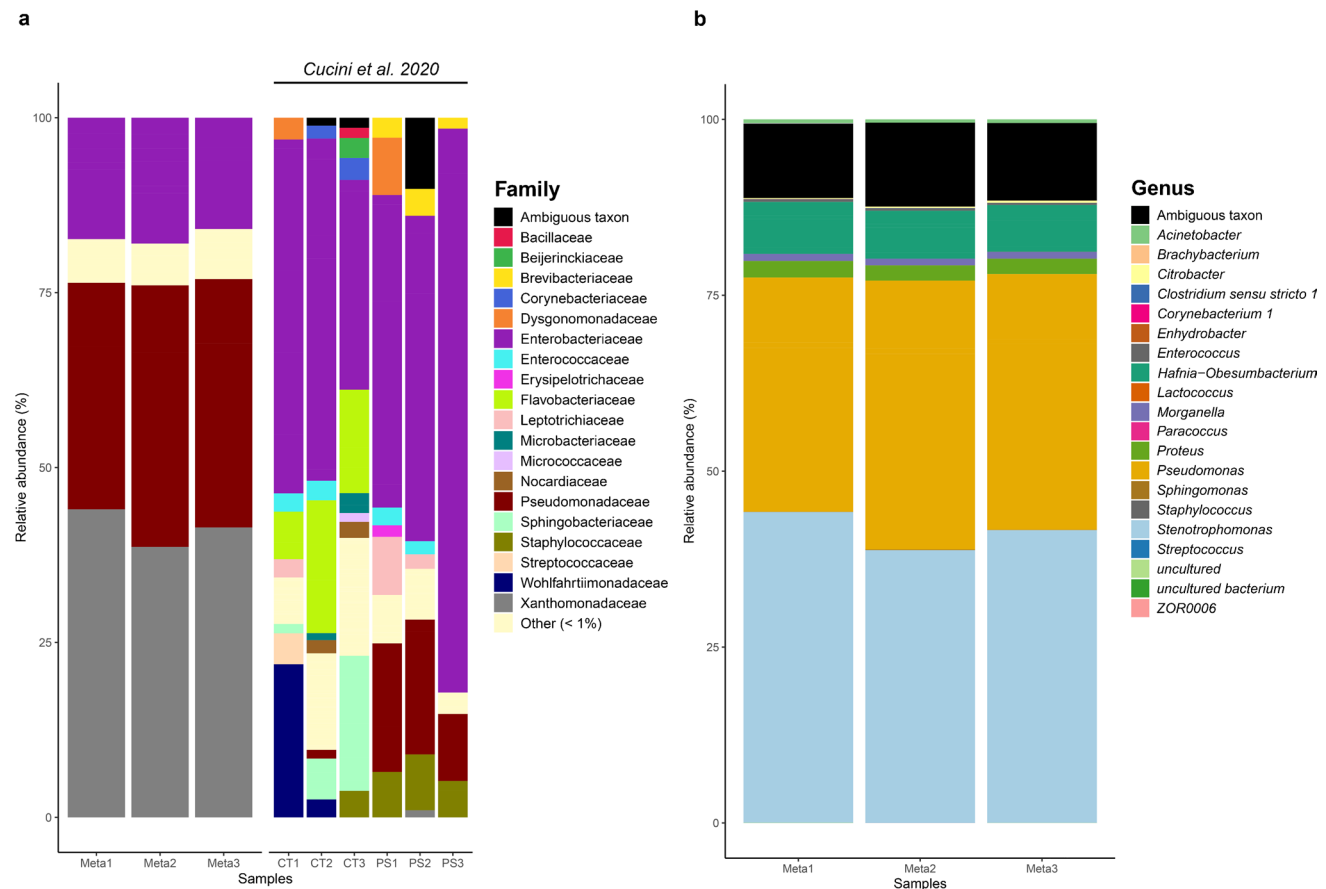 a
Cucini et al. 2020
Relative abundance (%)
100
75
50
25
0
Meta1 Meta2 Meta3 CT1 CT2 CT3 PS1 PS2 PS3
Samples
Family
Ambiguous taxon
Bacillaceae
Beijerinckiaceae
Brevibacteriaceae
Corynebacteriaceae
Dysgonomonadaceae
Enterobacteriaceae
Enterococcaceae
Erysipelotrichaceae
Flavobacteriaceae
Leptotrichiaceae
Microbacteriaceae
Micrococcaceae
Nocardiaceae
Pseudomonadaceae
Sphingobacteriaceae
Staphylococcaceae
Streptococcaceae
Wohlfahrtiimonadaceae
Xanthomonadaceae
Other (< 1%)
b
Relative abundance (%)
100
75
50
25
0
Meta1 Meta2 Meta3
Samples
Genus
Ambiguous taxon
Acinetobacter
Brachybacterium
Citrobacter
Clostridium sensu stricto 1
Corynebacterium 1
Enhydrobacter
Enterococcus
Hafnia−Obesumbacterium
Lactococcus
Morganella
Paracoccus
Proteus
Pseudomonas
Sphingomonas
Staphylococcus
Stenotrophomonas
Streptococcus
uncultured
uncultured bacterium
ZOR0006